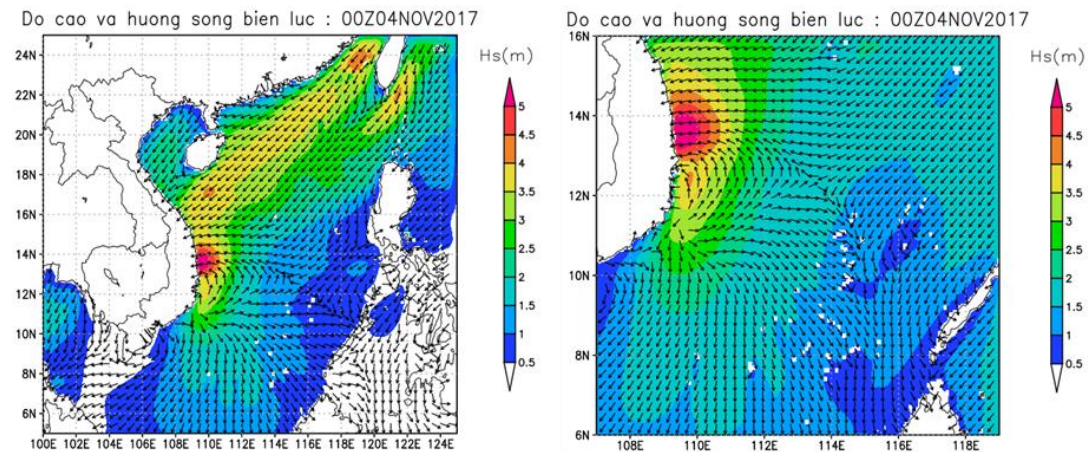 Do cao va huong song bien luc : 00Z04NOV2017
Hs(m)
24N
22N
20N
18N
16N
14N
12N
10N
8N
6N
100E 102E 104E 106E 108E 110E 112E 114E 116E 118E 120E 122E 124E
5
4.5
4
3.5
3
2.5
2
1.5
1
0.5
Do cao va huong song bien luc : 00Z04NOV2017
Hs(m)
16N
14N
12N
10N
8N
6N
108E 110E 112E 114E 116E 118E
5
4.5
4
3.5
3
2.5
2
1.5
1
0.5